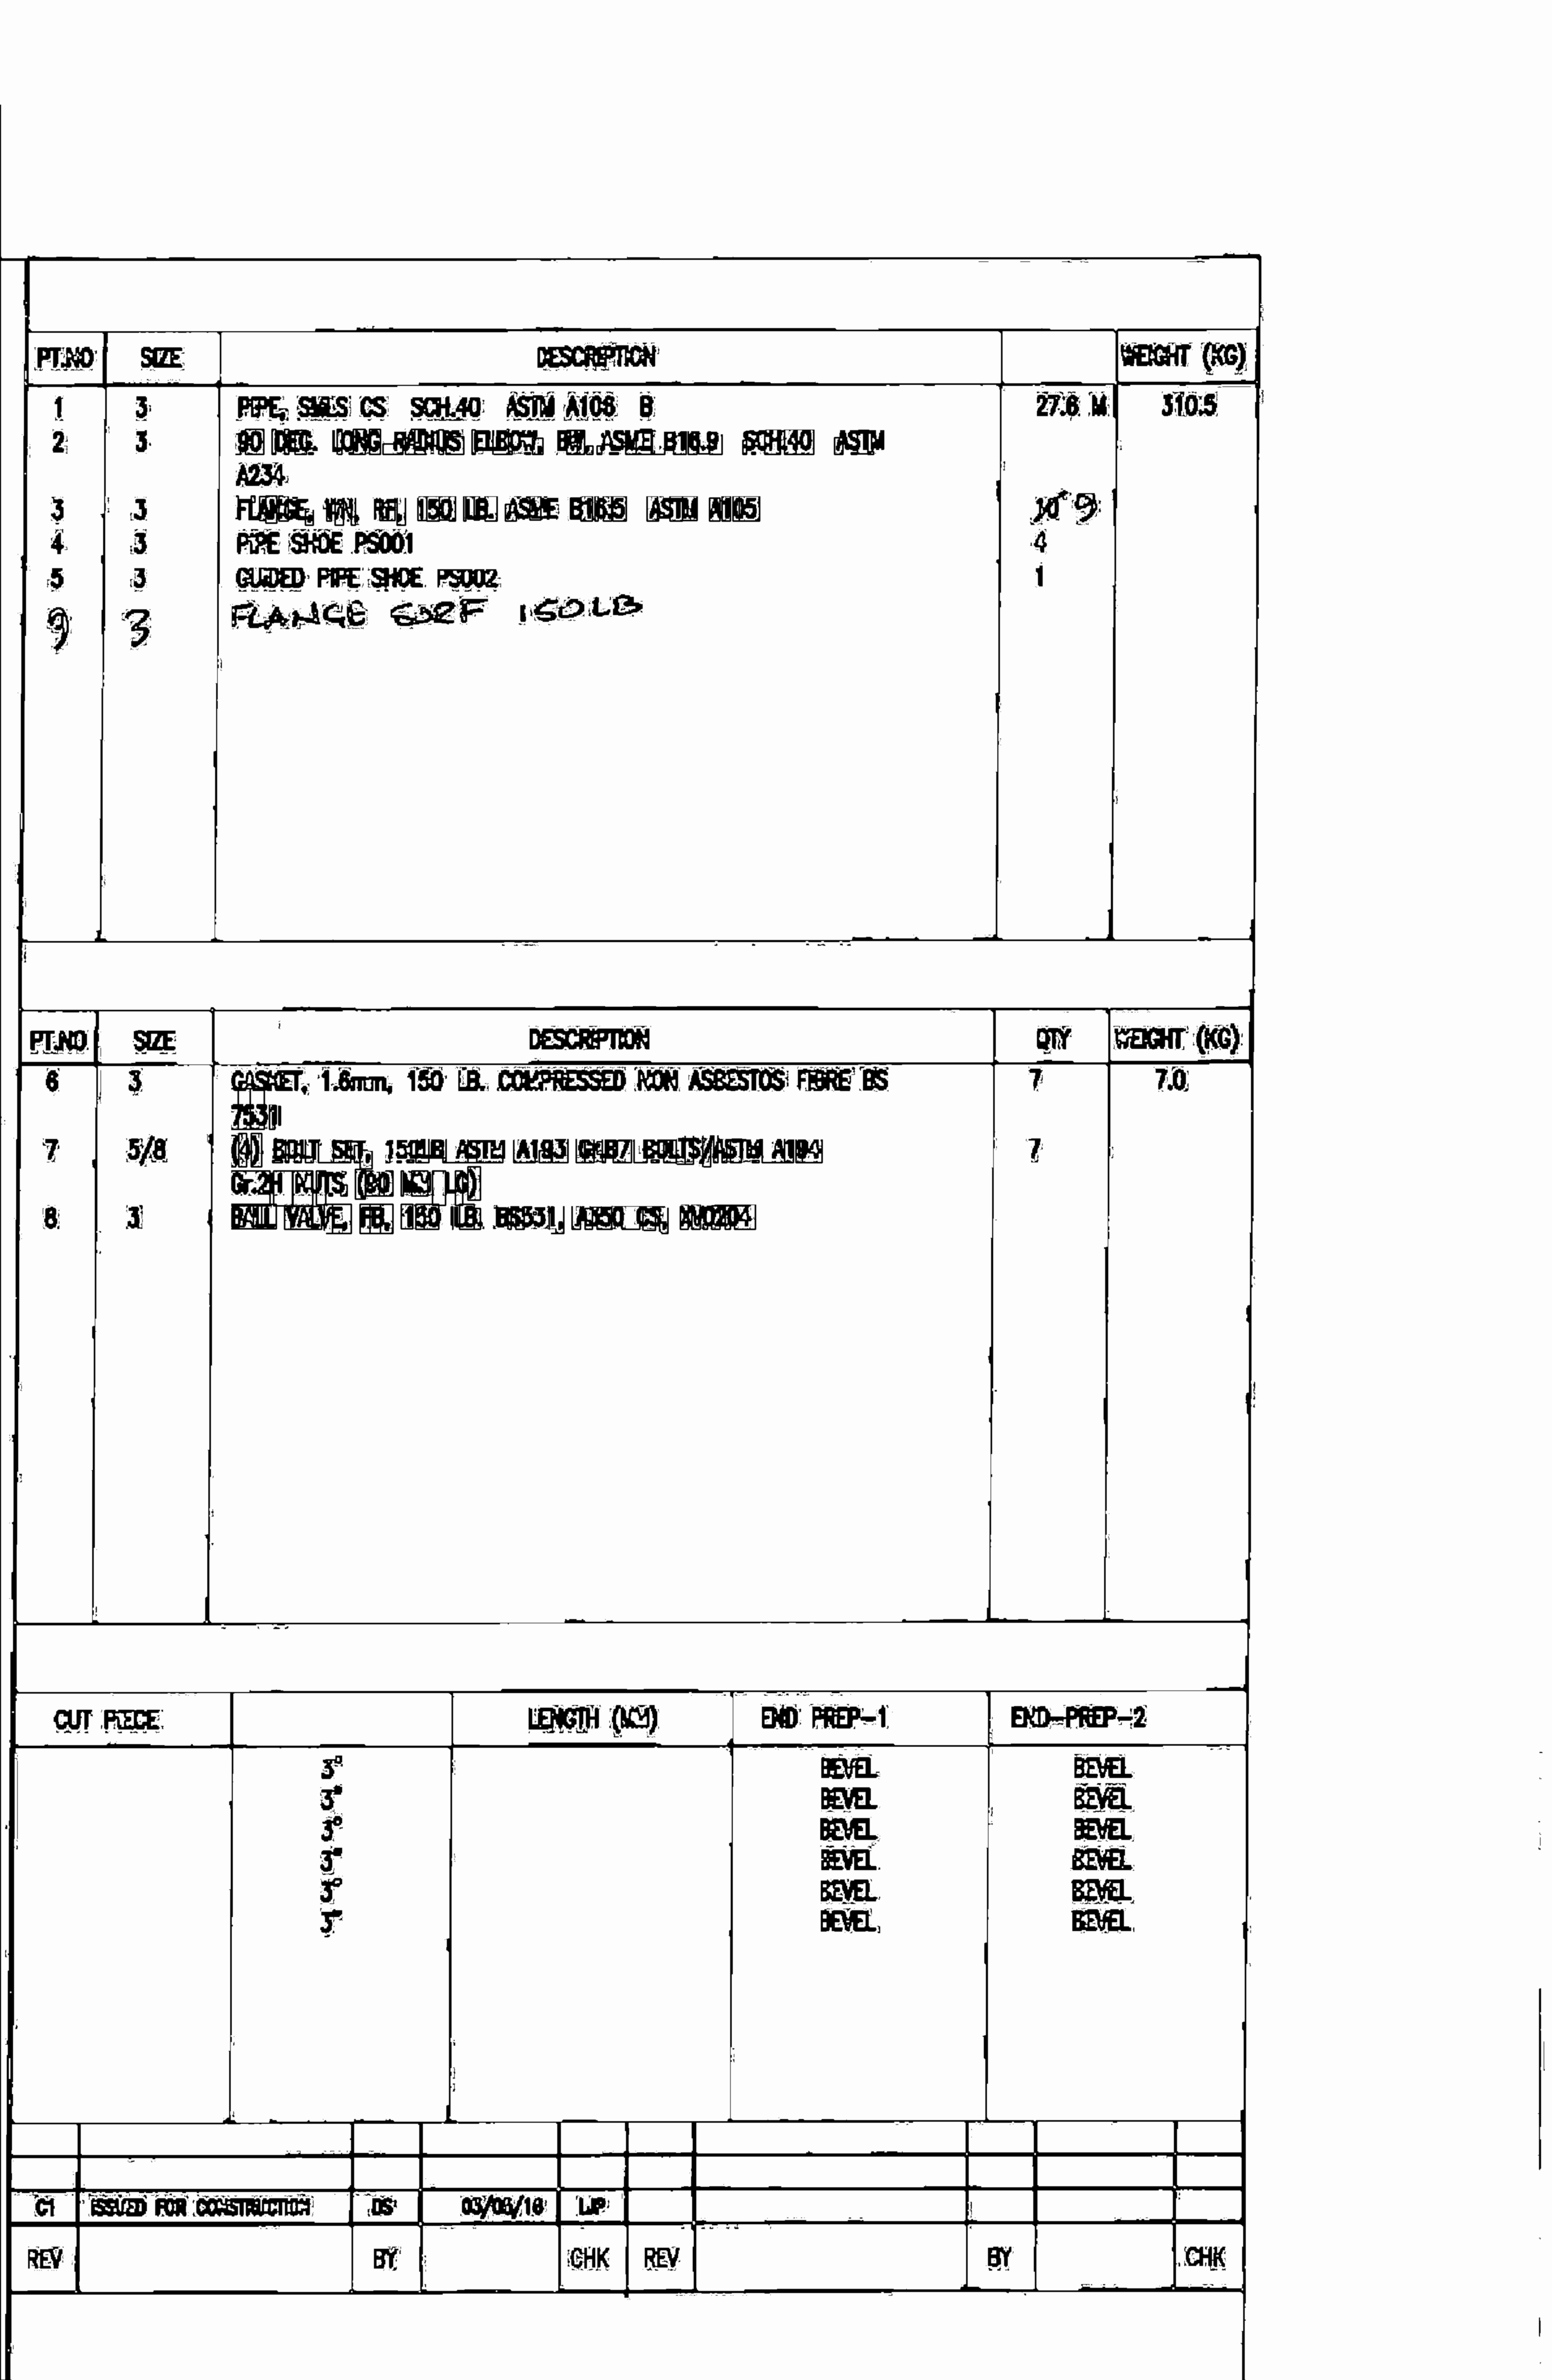 PT.NO SIZE DESCRIPTION WEIGHT (KG)
1 3 PIPE, SMLS CS SCH.40 ASTM A106 B 27.6 M 310.5
2 3 90 DEG. LONG RADIUS ELBOW, BW, ASME B16.9 SCH.40 ASTM
A234
3 3 FLANGE, WN, RF, 150 LB. ASME B16.5 ASTM A105 10 9
4 3 PIPE SHOE PS001 4
5 3 GUIDED PIPE SHOE PS002 1
9 3 FLANGE SORF 150LB
PT.NO SIZE DESCRIPTION QTY WEIGHT (KG)
6 3 GASKET, 1.6mm, 150 LB. COMPRESSED NON ASBESTOS FIBRE BS 7 7.0
7531
7 5/8 (4) BOLT SET, 150LB ASTM A193 Gr.B7 BOLTS/ASTM A194 7
Gr.2H NUTS (90 MM LG)
8 3 BALL VALVE, FB, 150 LB. A350 CS, XV0204
CUT PIECE LENGTH (MM) END PREP-1 END-PREP-2
3" BEVEL BEVEL
3" BEVEL BEVEL
3" BEVEL BEVEL
3" BEVEL BEVEL
3" BEVEL BEVEL
3" BEVEL BEVEL
C1 ISSUED FOR CONSTRUCTION DS LJP
REV BY CHK REV BY CHK